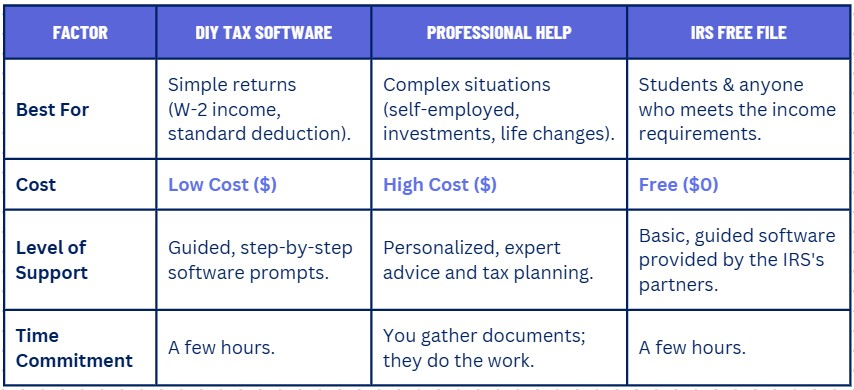 FACTOR
DIY TAX SOFTWARE
PROFESSIONAL HELP
IRS FREE FILE
Best For
Simple returns
(W-2 income,
standard deduction).
Complex situations
(self-employed,
investments, life changes).
Students & anyone
who meets the income
requirements.
Cost
Low Cost ($)
High Cost ($)
Free ($0)
Level of
Support
Guided, step-by-step
software prompts.
Personalized, expert
advice and tax planning.
Basic, guided software
provided by the IRS's
partners.
Time
Commitment
A few hours.
You gather documents;
they do the work.
A few hours.